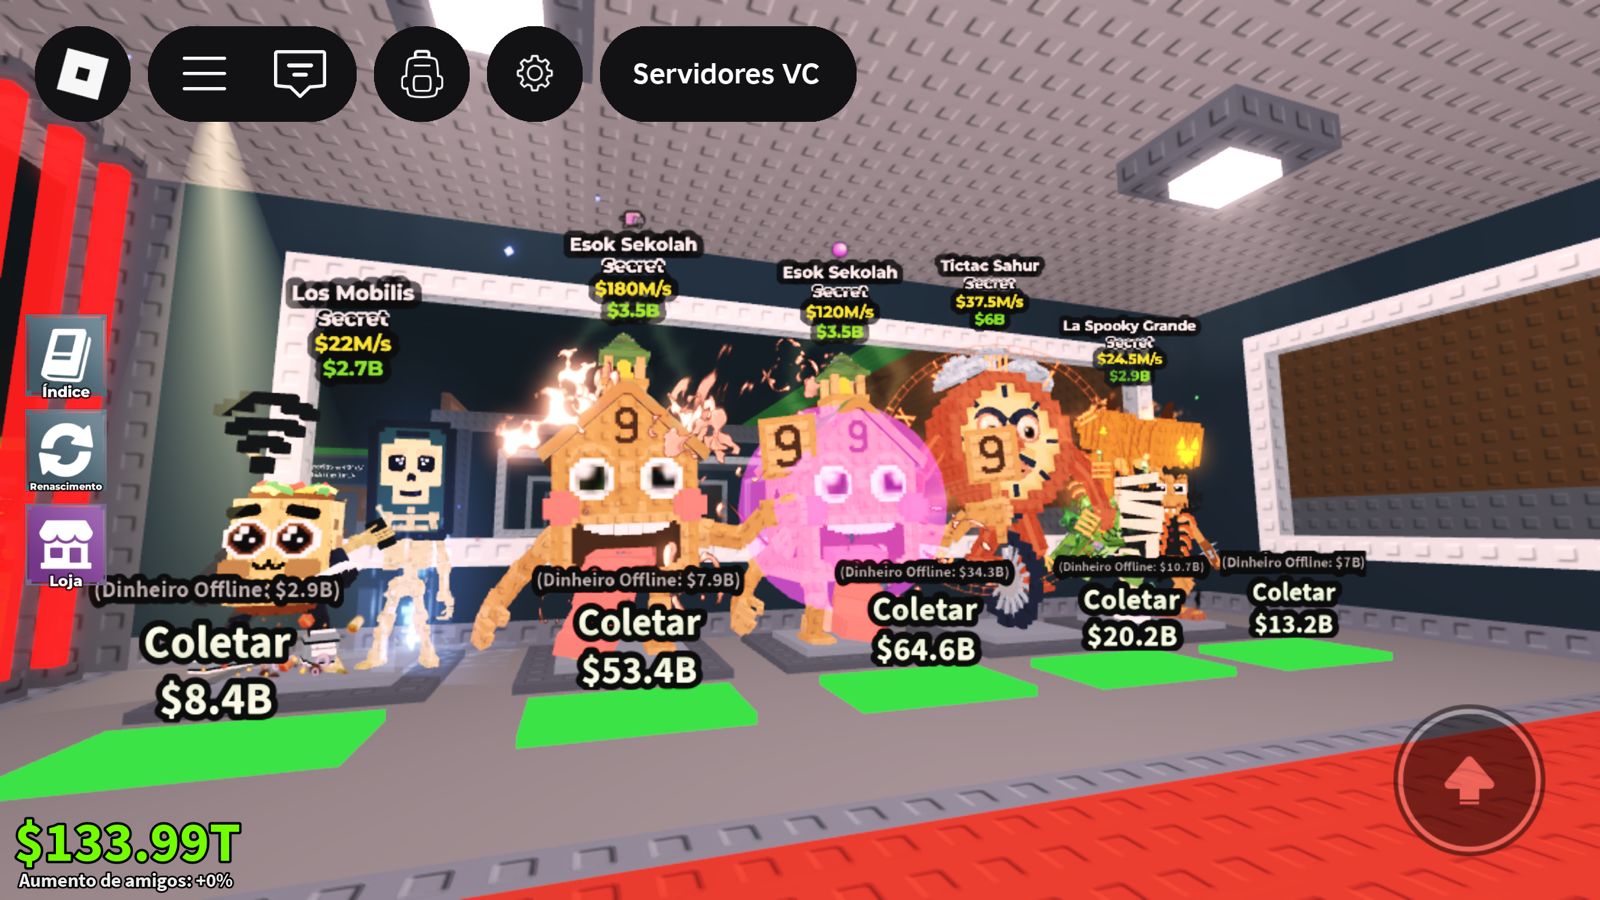 Servidores VC
Los Mobilis
Secret
$22M/s
$2.7B
Esok Sekolah
Secret
$180M/s
$3.5B
Esok Sekolah
Secret
$120M/s
$3.5B
Tictac Sahur
Secret
$37.5M/s
$6B
La Spooky Grande
Secret
$24.5M/s
$2.9B
Índice
Renascimento
Loja
9
9
9
9
(Dinheiro Offline: $2.9B)
Coletar
$8.4B
(Dinheiro Offline: $7.9B)
Coletar
$53.4B
(Dinheiro Offline: $34.3B)
Coletar
$64.6B
(Dinheiro Offline: $10.7B)
Coletar
$20.2B
(Dinheiro Offline: $7B)
Coletar
$13.2B
$133.99T
Aumento de amigos: +0%